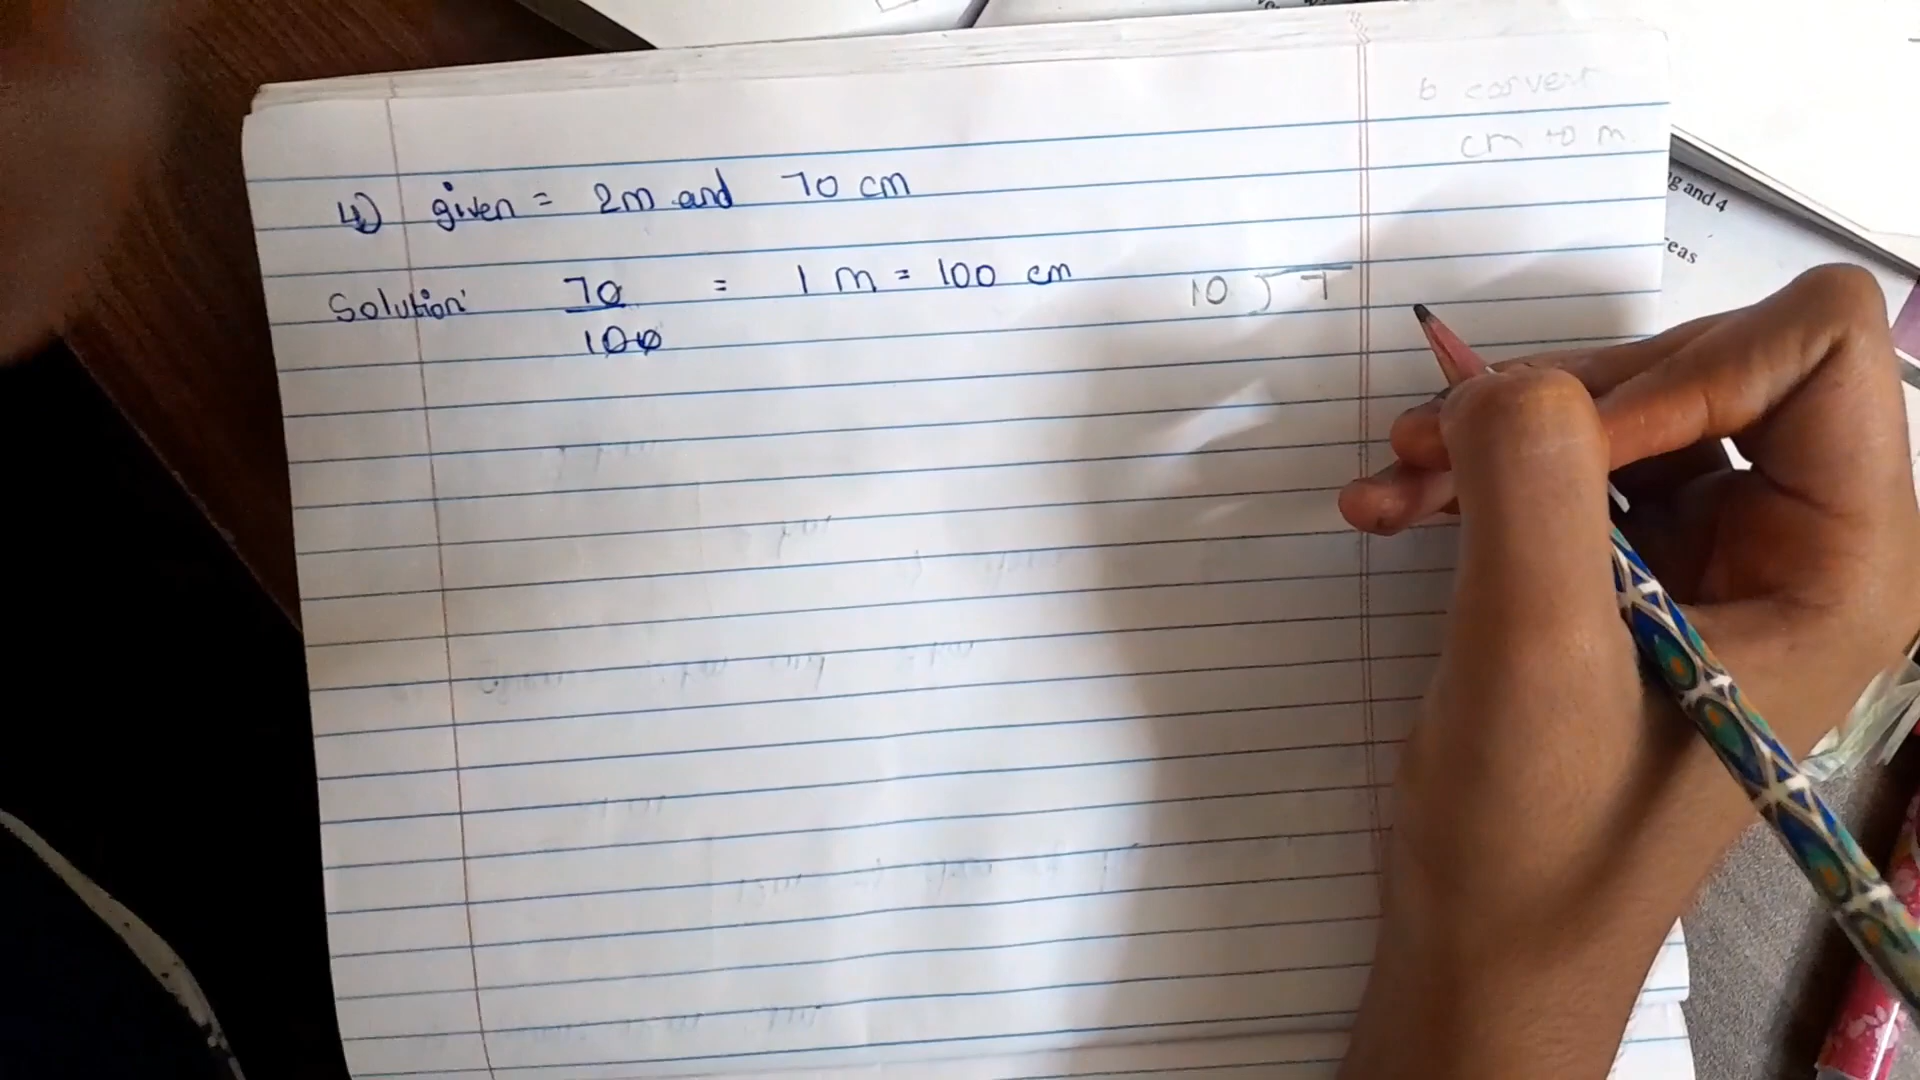 b convert
cm to m.
4) given = 2m and 70 cm
Solution: 70 = 1 m = 100 cm 10 ) 7
100
g and 4
eas